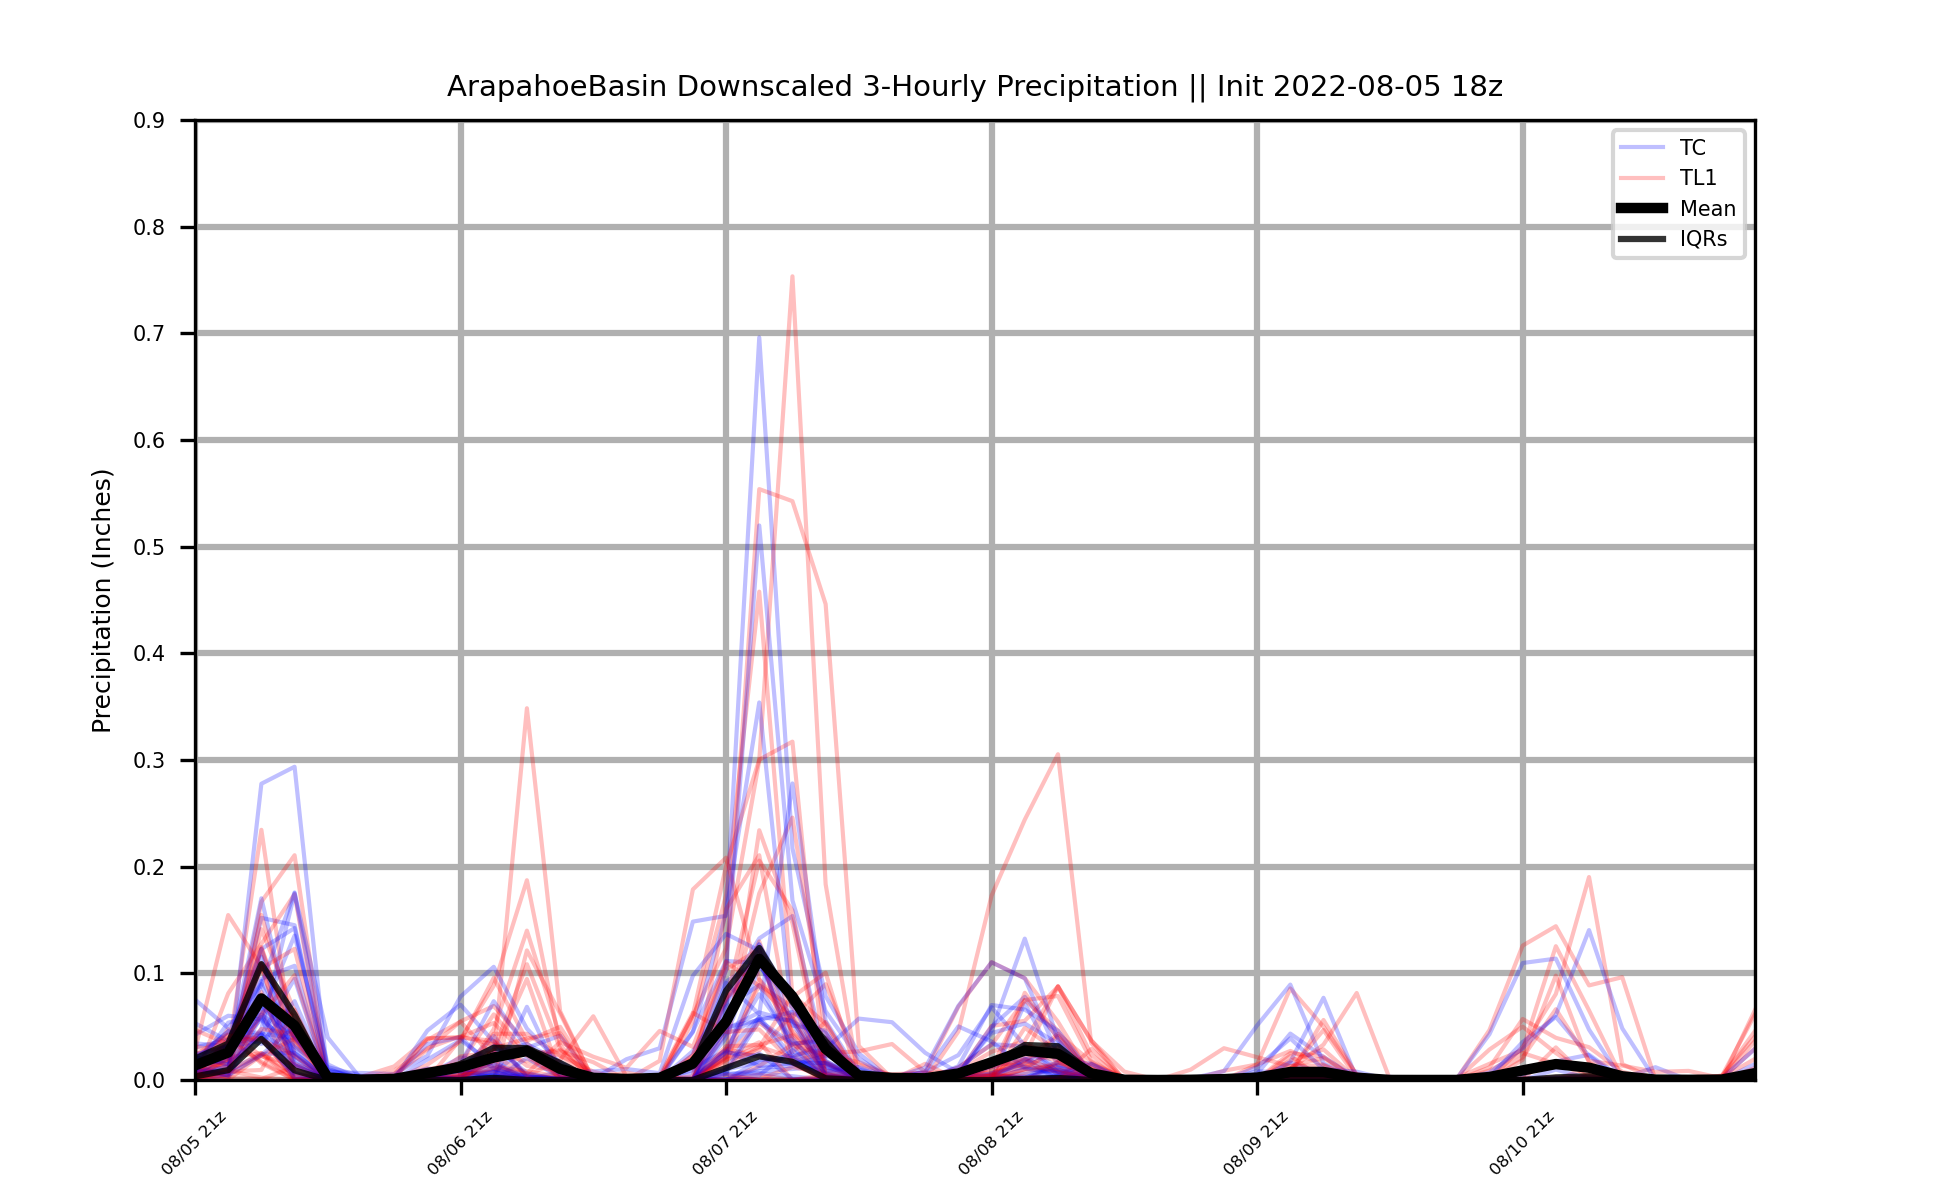 ArapahoeBasin Downscaled 3-Hourly Precipitation || Init 2022-08-05 18z
TC
TL1
Mean
IQRs
Precipitation (Inches)
0.9
0.8
0.7
0.6
0.5
0.4
0.3
0.2
0.1
0.0
08/05 21z
08/06 21z
08/07 21z
08/08 21z
08/09 21z
08/10 21z